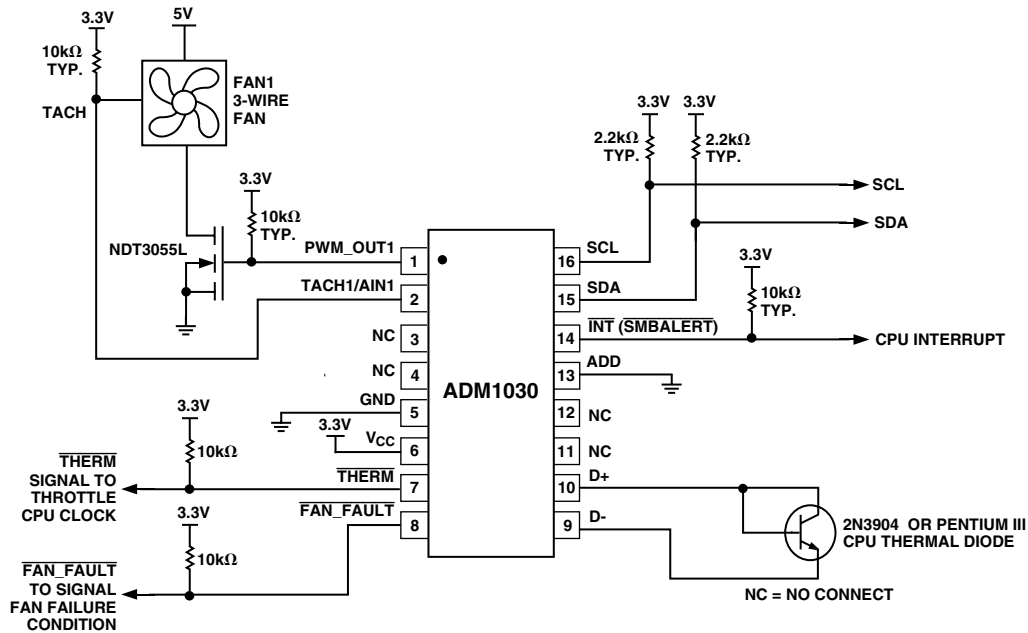 3.3V
10kΩ
TYP.
TACH
5V
FAN1
3-WIRE
FAN
3.3V
10kΩ
TYP.
NDT3055L
PWM_OUT1
TACH1/AIN1
NC
NC
GND
3.3V
VCC
THERM
FAN_FAULT
1
2
3
4
5
6
7
8
ADM1030
16
15
14
13
12
11
10
9
SCL
SDA
INT (SMBALERT)
ADD
NC
NC
D+
D-
3.3V
2.2kΩ
TYP.
3.3V
2.2kΩ
TYP.
SCL
SDA
3.3V
10kΩ
TYP.
CPU INTERRUPT
3.3V
10kΩ
THERM
SIGNAL TO
THROTTLE
CPU CLOCK
3.3V
10kΩ
FAN_FAULT
TO SIGNAL
FAN FAILURE
CONDITION
2N3904 OR PENTIUM III
CPU THERMAL DIODE
NC = NO CONNECT